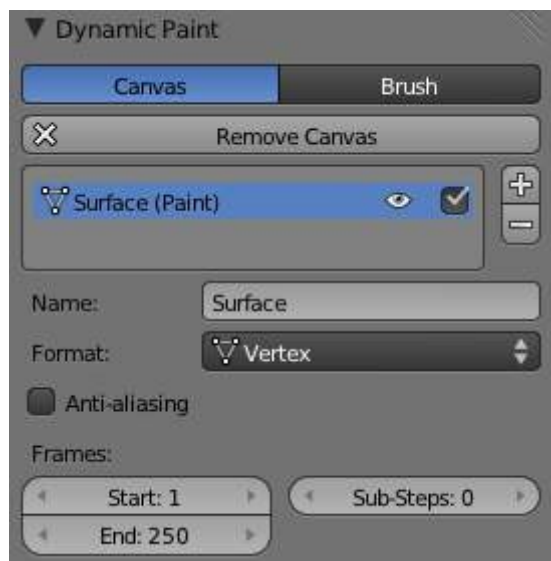 Dynamic Paint
Canvas Brush
Remove Canvas
Surface (Paint)
Name: Surface
Format: Vertex
Anti-aliasing
Frames:
Start: 1 Sub-Steps: 0
End: 250